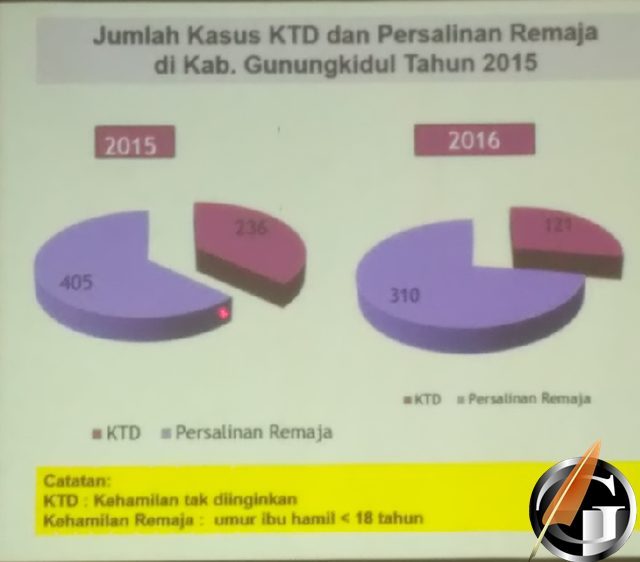 Jumlah Kasus KTD dan Persalinan Remaja
di Kab. Gunungkidul Tahun 2015
2015
2016
236
405
121
310
KTD Persalinan Remaja
KTD Persalinan Remaja
Catatan:
KTD : Kehamilan tak diinginkan
Kehamilan Remaja : umur ibu hamil < 18 tahun
GJ